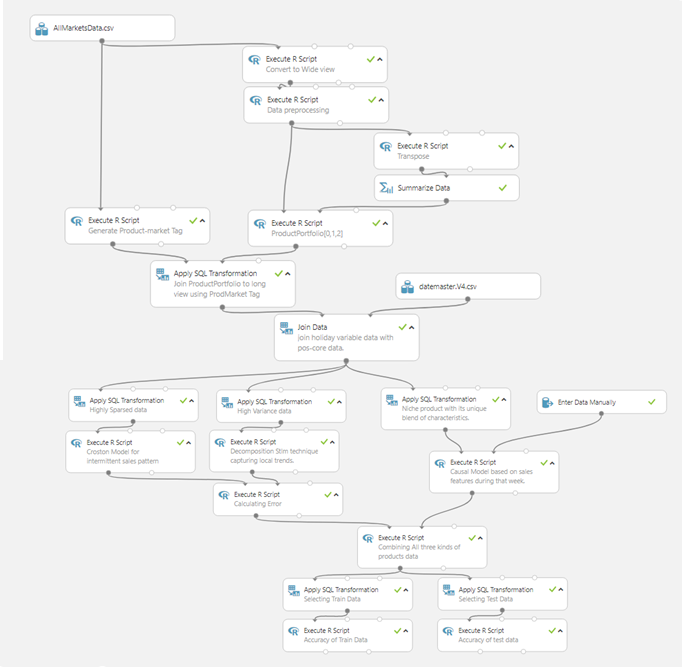 AllMarketsData.csv
Execute R Script
Convert to Wide view
Execute R Script
Data preprocessing
Execute R Script
Transpose
Summarize Data
Execute R Script
Generate Product-market Tag
Execute R Script
ProductPortfolio[0,1,2]
Apply SQL Transformation
Join ProductPortfolio to long
view using ProdMarket Tag
datemaster.V4.csv
Join Data
join holiday variable data with
pos-core data.
Apply SQL Transformation
Highly Sparsed data
Apply SQL Transformation
High Variance data
Apply SQL Transformation
Niche product with its unique
blend of characteristics.
Enter Data Manually
Execute R Script
Croston Model for
intermittent sales pattern
Execute R Script
Decomposition Stlm technique
capturing local trends.
Execute R Script
Causal Model based on sales
features during that week.
Execute R Script
Calculating Error
Execute R Script
Combining All three kinds of
products data
Apply SQL Transformation
Selecting Train Data
Apply SQL Transformation
Selecting Test Data
Execute R Script
Accuracy of Train Data
Execute R Script
Accuracy of test data